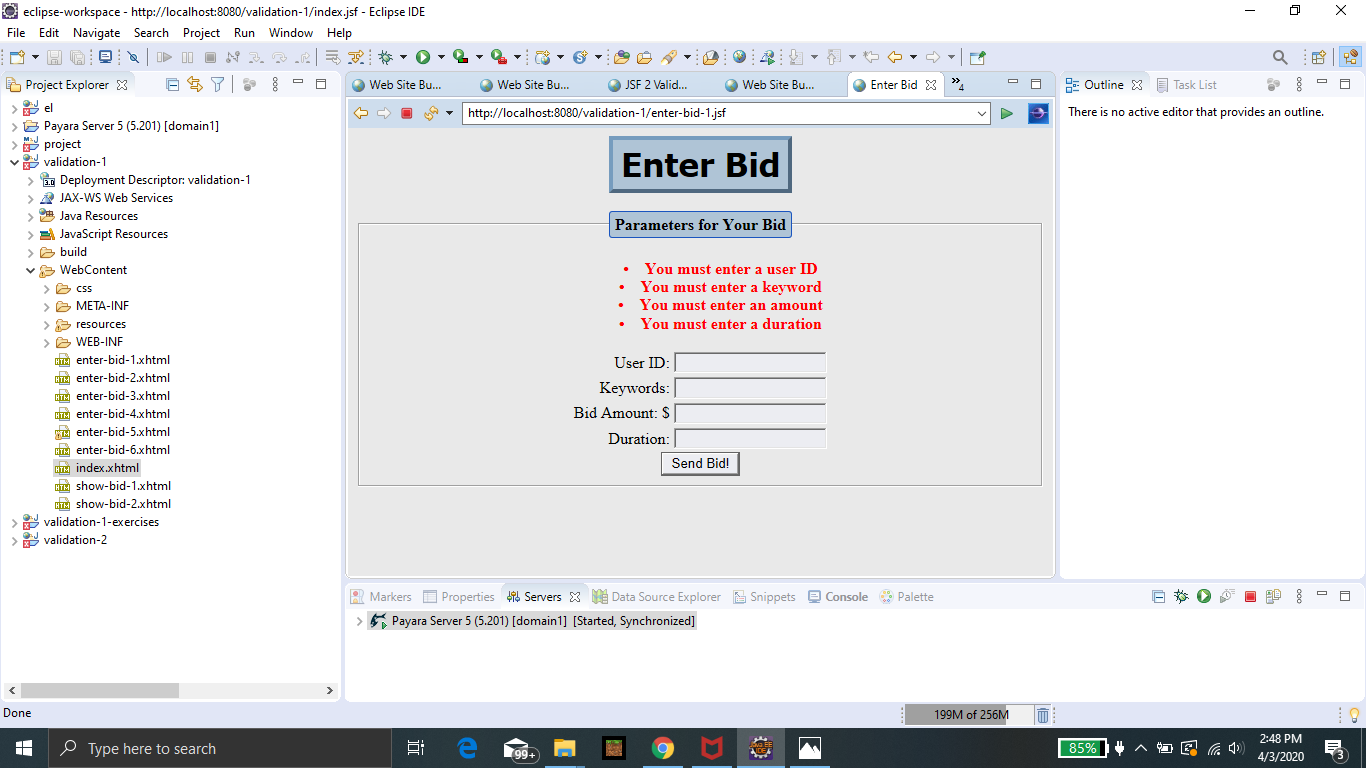 eclipse-workspace - http://localhost:8080/validation-1/index.jsf - Eclipse IDE
File Edit Navigate Search Project Run Window Help
Project Explorer
el
Payara Server 5 (5.201) [domain1]
project
validation-1
Deployment Descriptor: validation-1
JAX-WS Web Services
Java Resources
JavaScript Resources
build
WebContent
css
META-INF
resources
WEB-INF
enter-bid-1.xhtml
enter-bid-2.xhtml
enter-bid-3.xhtml
enter-bid-4.xhtml
enter-bid-5.xhtml
enter-bid-6.xhtml
index.xhtml
show-bid-1.xhtml
show-bid-2.xhtml
validation-1-exercises
validation-2
Web Site Bu... Web Site Bu... JSF 2 Valid... Web Site Bu... Enter Bid »4
http://localhost:8080/validation-1/enter-bid-1.jsf
Enter Bid
Parameters for Your Bid
• You must enter a user ID
• You must enter a keyword
• You must enter an amount
• You must enter a duration
User ID:
Keywords:
Bid Amount: $
Duration:
Send Bid!
Outline Task List
There is no active editor that provides an outline.
Markers Properties Servers Data Source Explorer Snippets Console Palette
Payara Server 5 (5.201) [domain1] [Started, Synchronized]
Done
199M of 256M
Type here to search
99+
85%
2:48 PM
4/3/2020
3